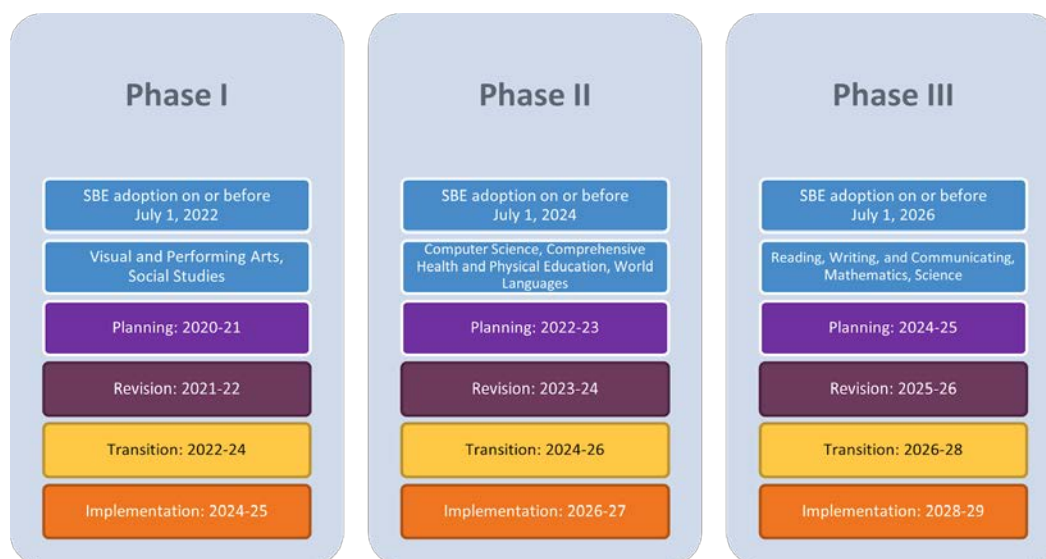 Phase I
SBE adoption on or before
July 1, 2022
Visual and Performing Arts,
Social Studies
Planning: 2020-21
Revision: 2021-22
Transition: 2022-24
Implementation: 2024-25
Phase II
SBE adoption on or before
July 1, 2024
Computer Science, Comprehensive
Health and Physical Education, World
Languages
Planning: 2022-23
Revision: 2023-24
Transition: 2024-26
Implementation: 2026-27
Phase III
SBE adoption on or before
July 1, 2026
Reading, Writing, and Communicating,
Mathematics, Science
Planning: 2024-25
Revision: 2025-26
Transition: 2026-28
Implementation: 2028-29